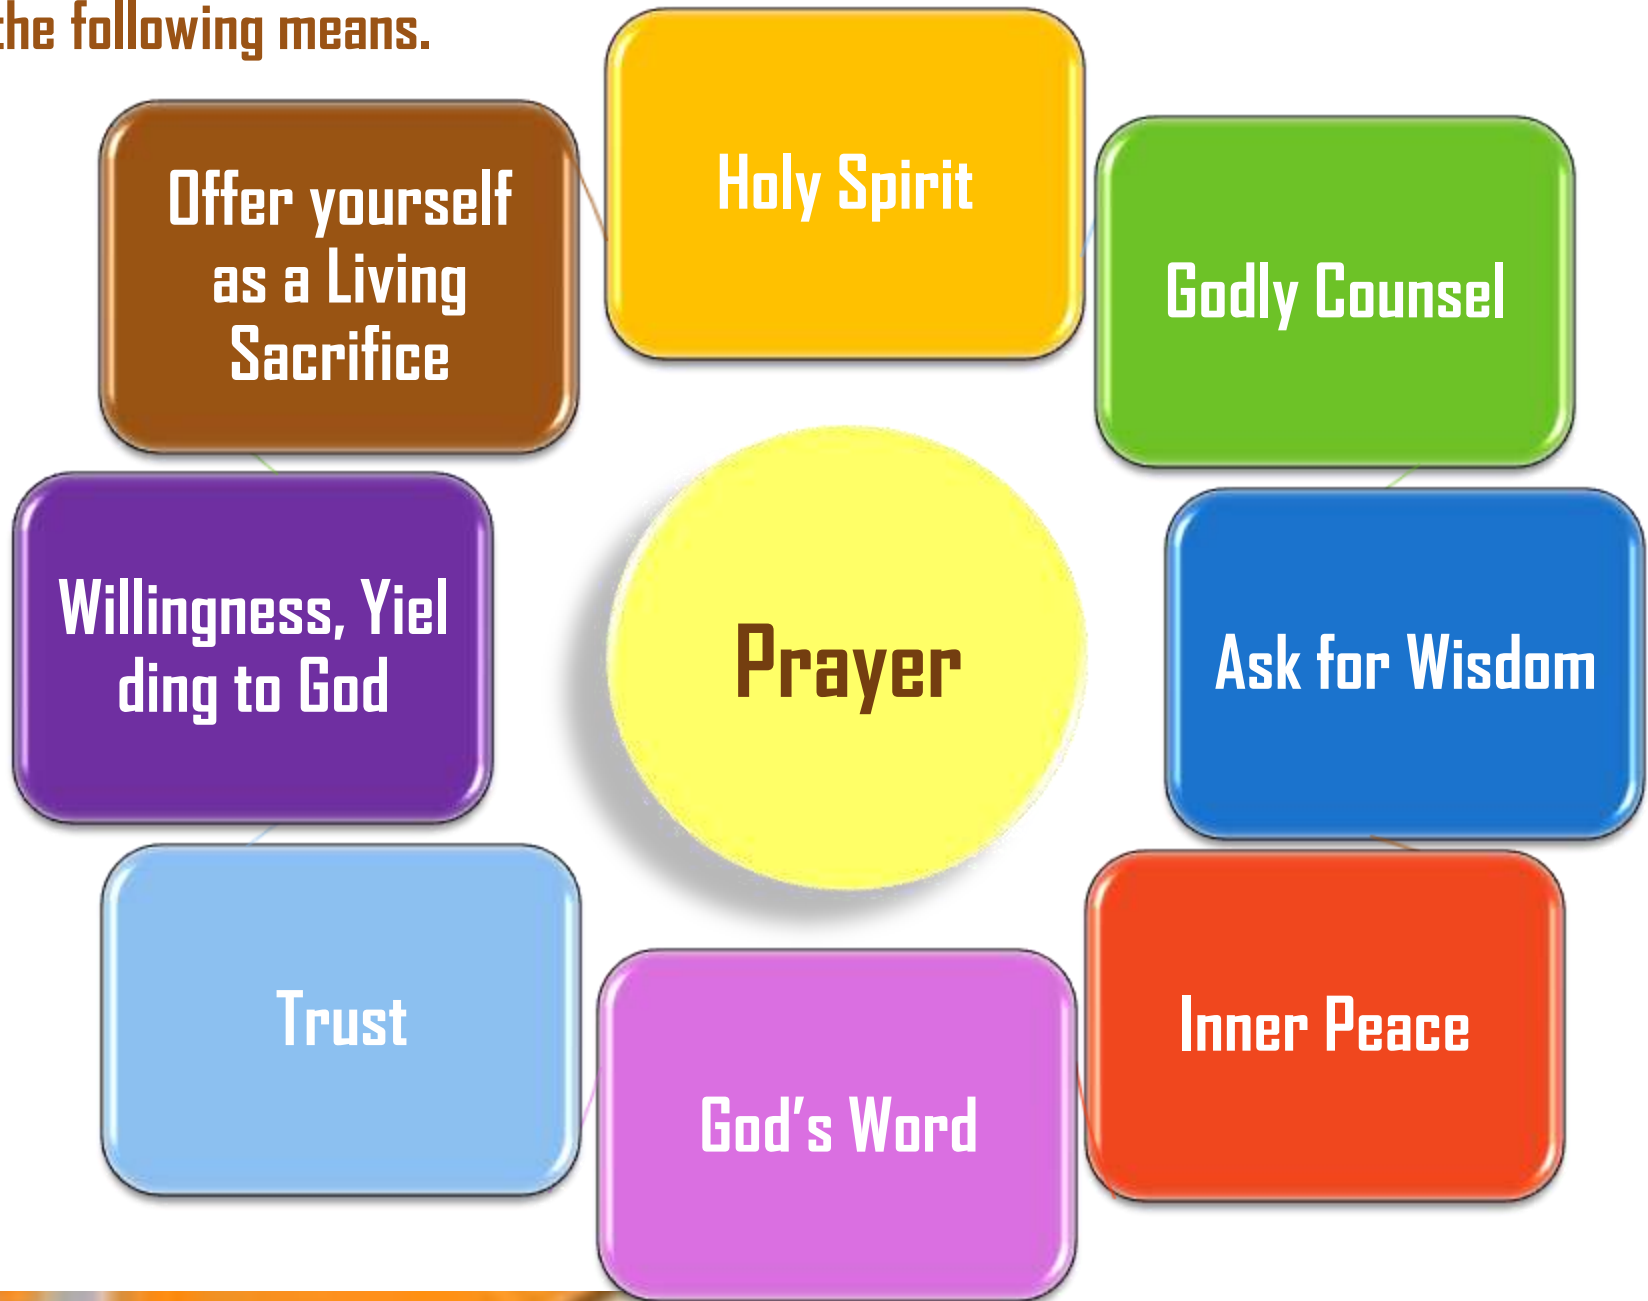 the following means.
Holy Spirit
Godly Counsel
Ask for Wisdom
Inner Peace
God's Word
Trust
Willingness, Yiel
ding to God
Offer yourself
as a Living
Sacrifice
Prayer